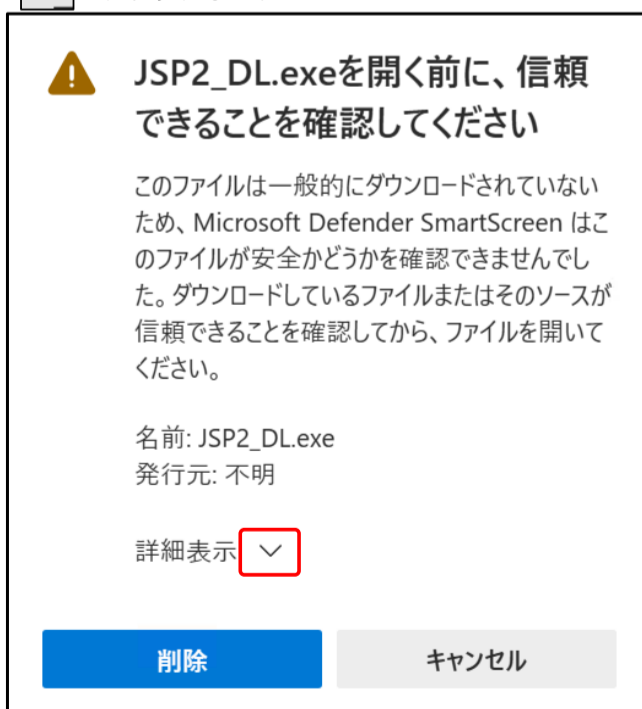 JSP2_DL.exeを開く前に、信頼
できることを確認してください
このファイルは一般的にダウンロードされていない
ため、Microsoft Defender SmartScreen はこ
のファイルが安全かどうかを確認できませんでし
た。ダウンロードしているファイルまたはそのソースが
信頼できることを確認してから、ファイルを開いて
ください。
名前: JSP2_DL.exe
発行元: 不明
詳細表示
削除
キャンセル